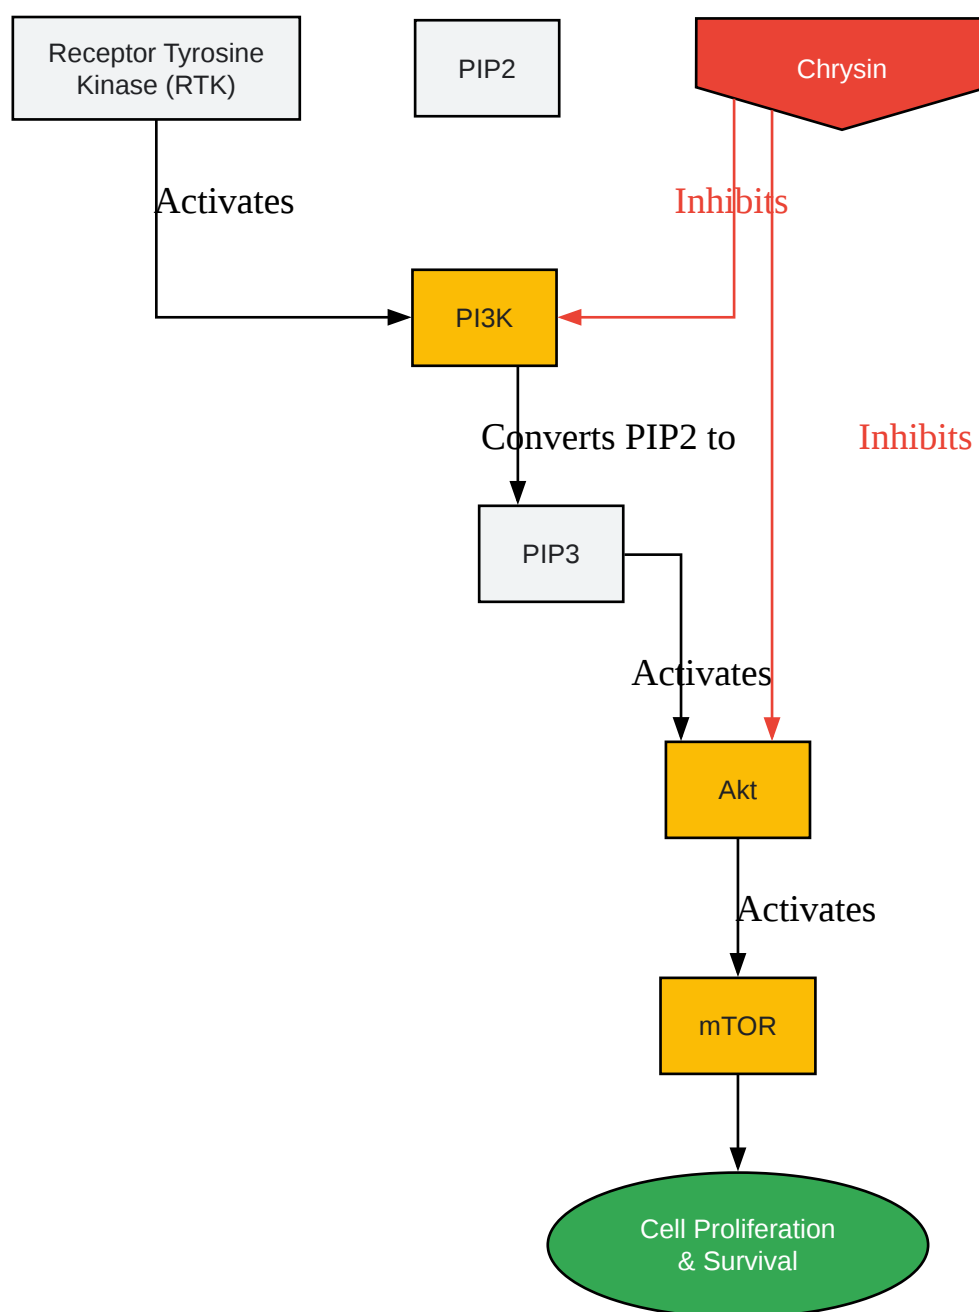 Receptor Tyrosine
Kinase (RTK)
PIP2
Chrysin
Activates
Inhibits
PI3K
Converts PIP2 to
Inhibits
PIP3
Activates
Akt
Activates
mTOR
Cell Proliferation
& Survival